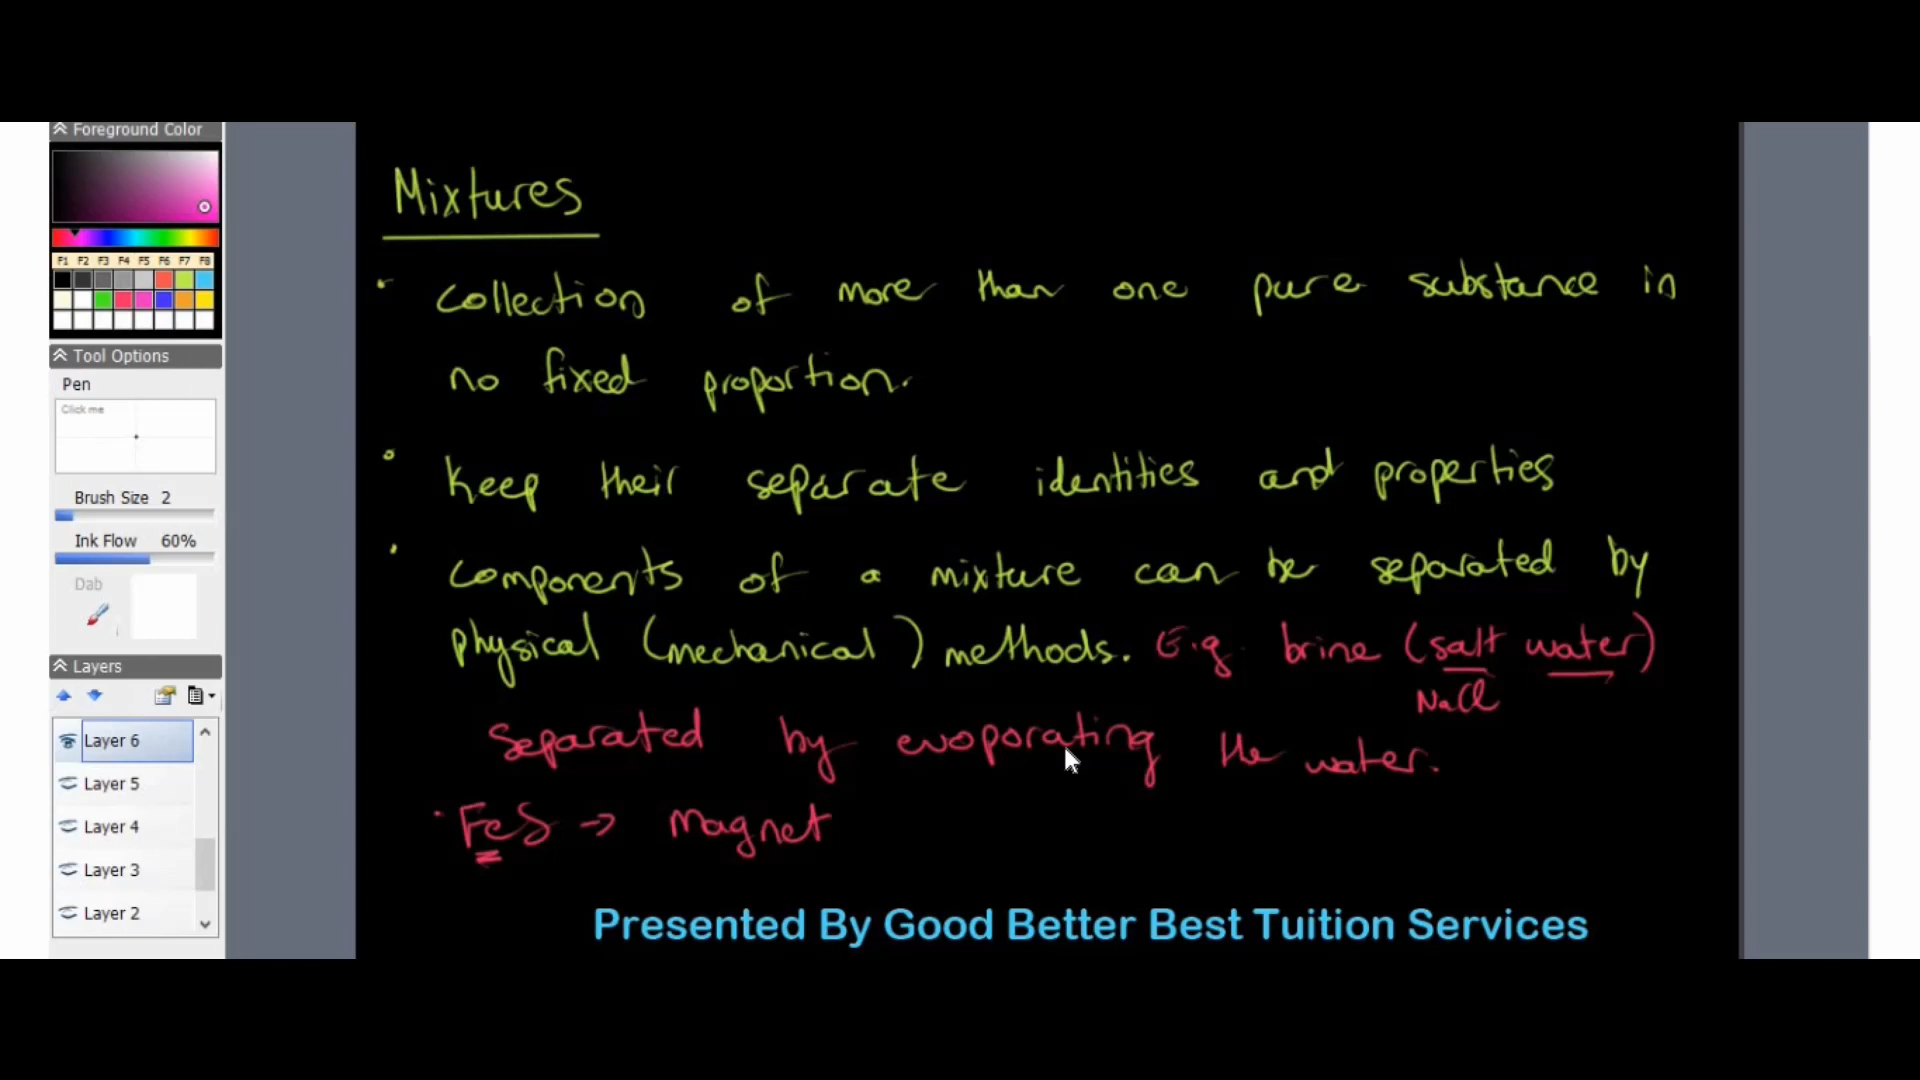 Foreground Color
F1 F2 F3 F4 F5 F6 F7 F8
Tool Options
Pen
Click me
Brush Size 2
Ink Flow 60%
Dab
Layers
Layer 6
Layer 5
Layer 4
Layer 3
Layer 2
Mixtures
• collection of more than one pure substance in
no fixed proportion.
• Keep their separate identities and properties
• components of a mixture can be separated by
physical (mechanical) methods. E.g. brine (salt water)
NaCl
Separated by evaporating the water.
• FeS → Magnet
Presented By Good Better Best Tuition Services